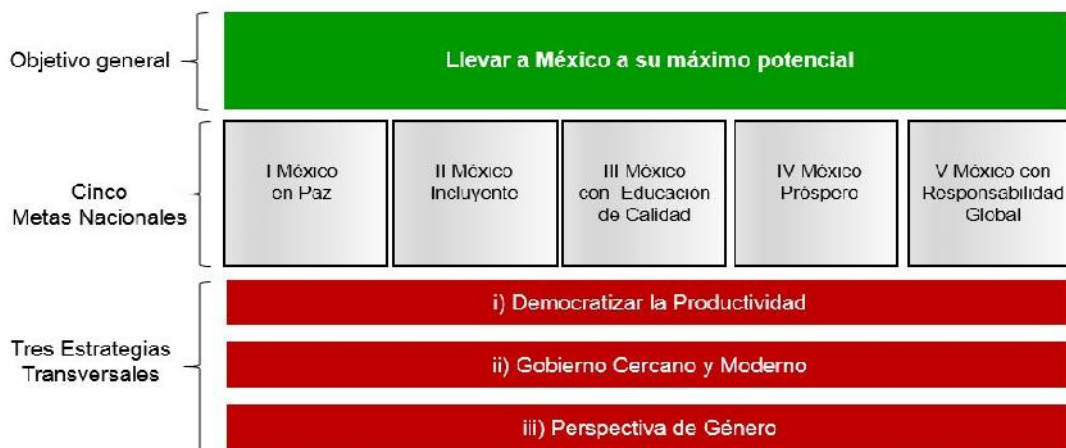 Objetivo general
Llevar a México a su máximo potencial
Cinco
Metas Nacionales
I México
en Paz
II México
Incluyente
III México
con Educación
de Calidad
IV México
Próspero
V México con
Responsabilidad
Global
Tres Estrategias
Transversales
i) Democratizar la Productividad
ii) Gobierno Cercano y Moderno
iii) Perspectiva de Género